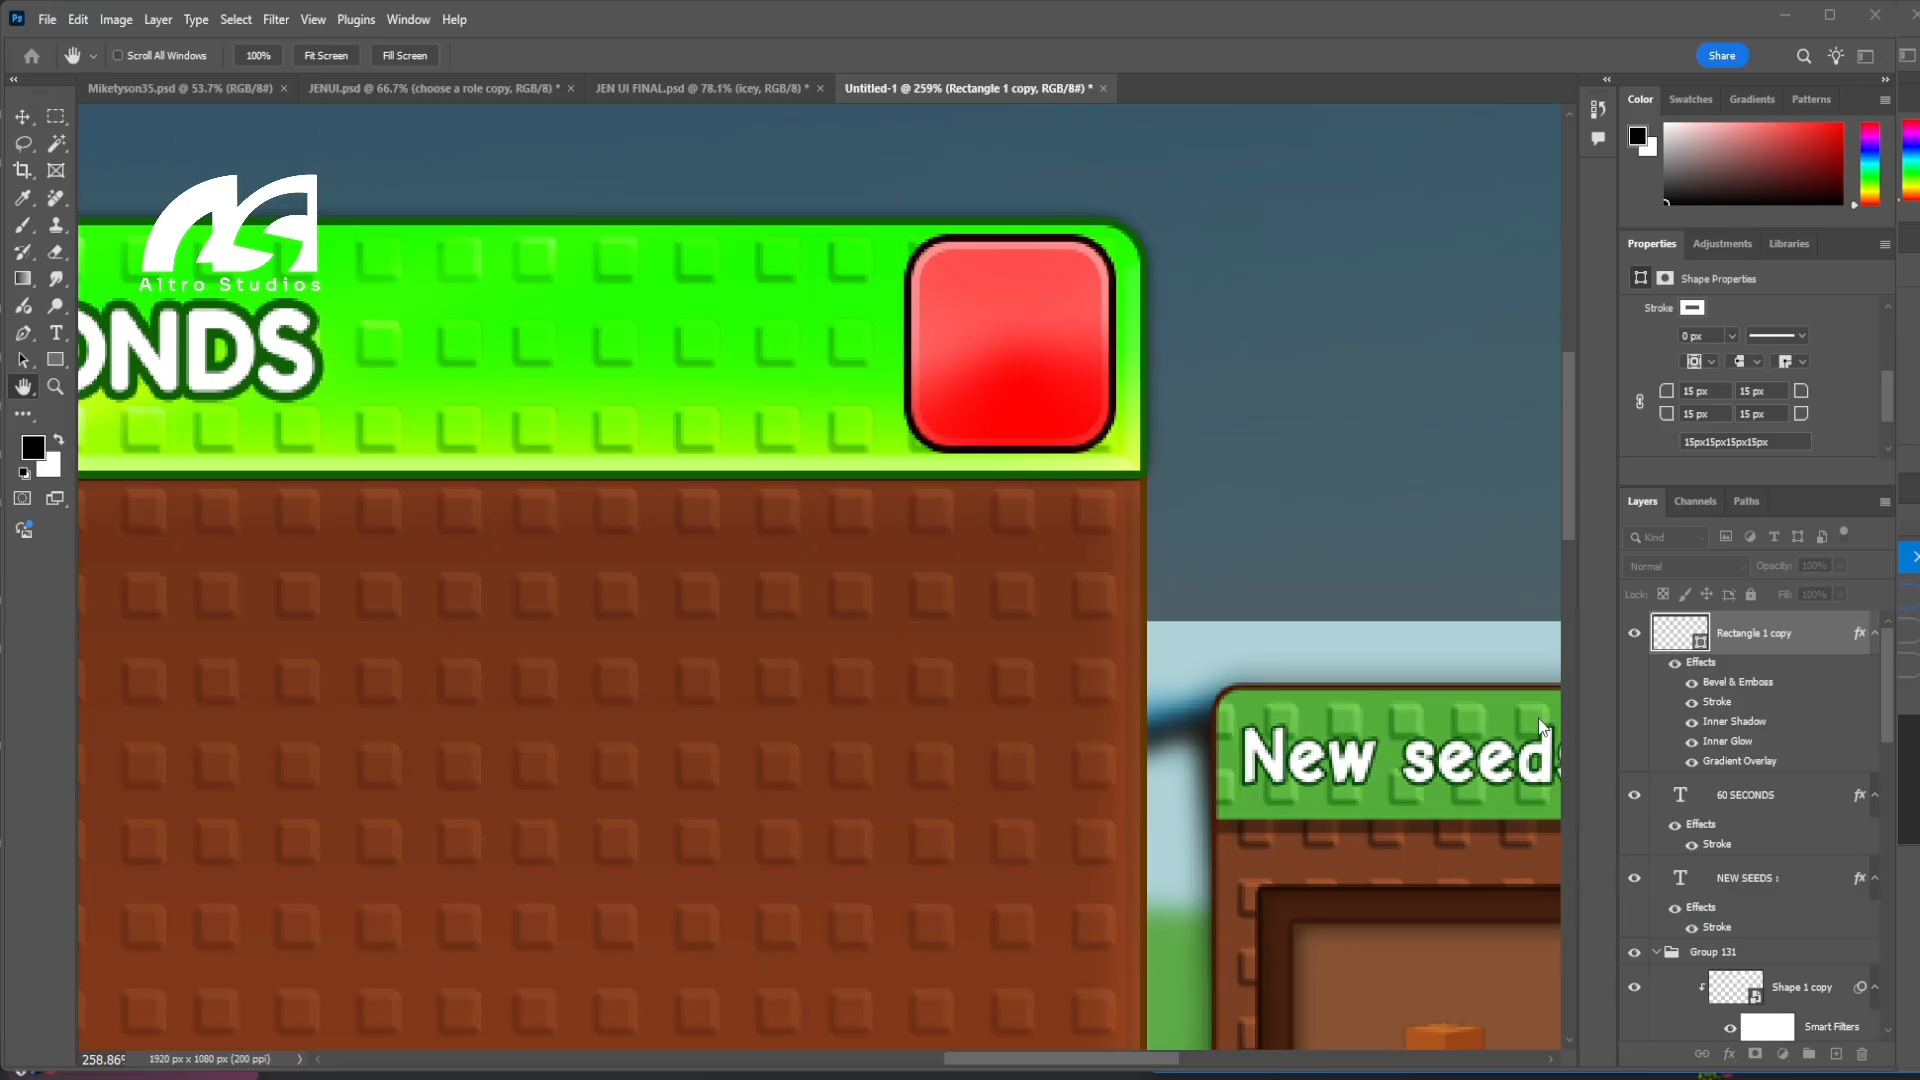 File Edit Image Layer Type Select Filter View Plugins Window Help
Scroll All Windows 100% Fit Screen Fill Screen Share
Miketyson35.psd @ 53.7% (RGB/8#) × JENUI.psd @ 66.7% (choose a role copy, RGB/8) * × JEN UI FINAL.psd @ 78.1% (icey, RGB/8) * × Untitled-1 @ 259% (Rectangle 1 copy, RGB/8#) * ×
Color Swatches Gradients Patterns
Properties Adjustments Libraries
Shape Properties
Stroke
0 px
15 px 15 px
15 px 15 px
15px15px15px15px
Altro Studios
ONDS
New seeds
Layers Channels Paths
Kind
Normal Opacity: 100%
Lock: Fill: 100%
Rectangle 1 copy fx
Effects
Bevel & Emboss
Stroke
Inner Shadow
Inner Glow
Gradient Overlay
T 60 SECONDS fx
Effects
Stroke
T NEW SEEDS : fx
Effects
Stroke
Group 131
Shape 1 copy
Smart Filters
258.86% 1920 px x 1080 px (200 ppi)